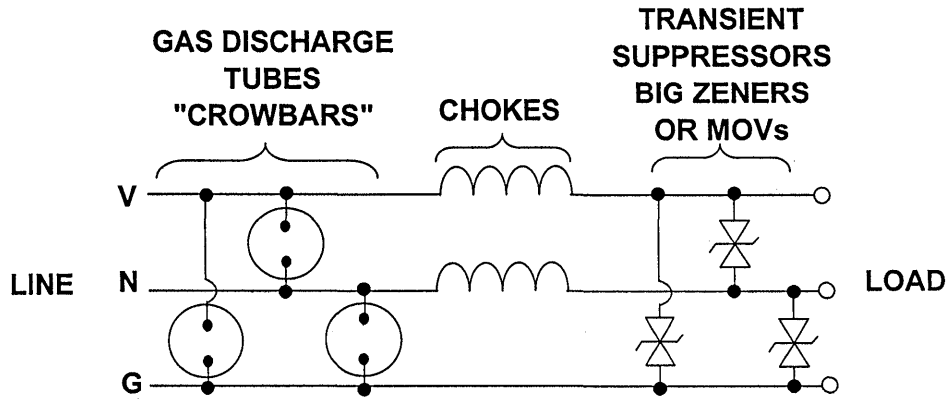 GAS DISCHARGE
TUBES
"CROWBARS"
CHOKES
TRANSIENT
SUPPRESSORS
BIG ZENERS
OR MOVs
V
LINE
N
LOAD
G